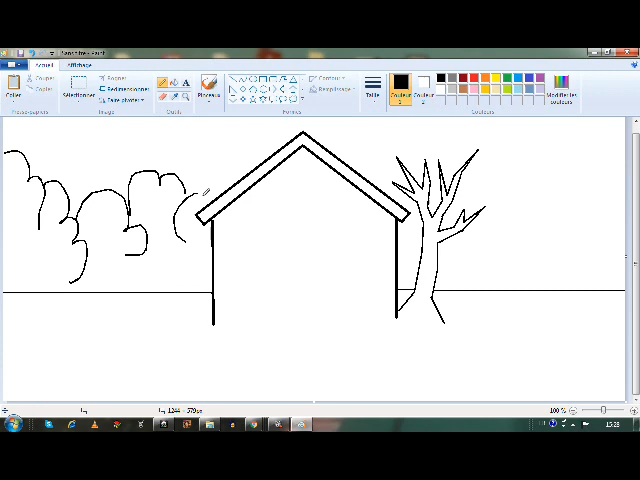 Sans titre - Paint
Accueil Affichage
Coller
Couper
Copier
Presse-papiers
Sélectionner
Rogner
Redimensionner
Faire pivoter
Image
A
Outils
Pinceaux
Contour
Remplissage
Formes
Taille
Couleur 1
Couleur 2
Modifier les couleurs
Couleurs
1244 × 579px
100 %
15:28